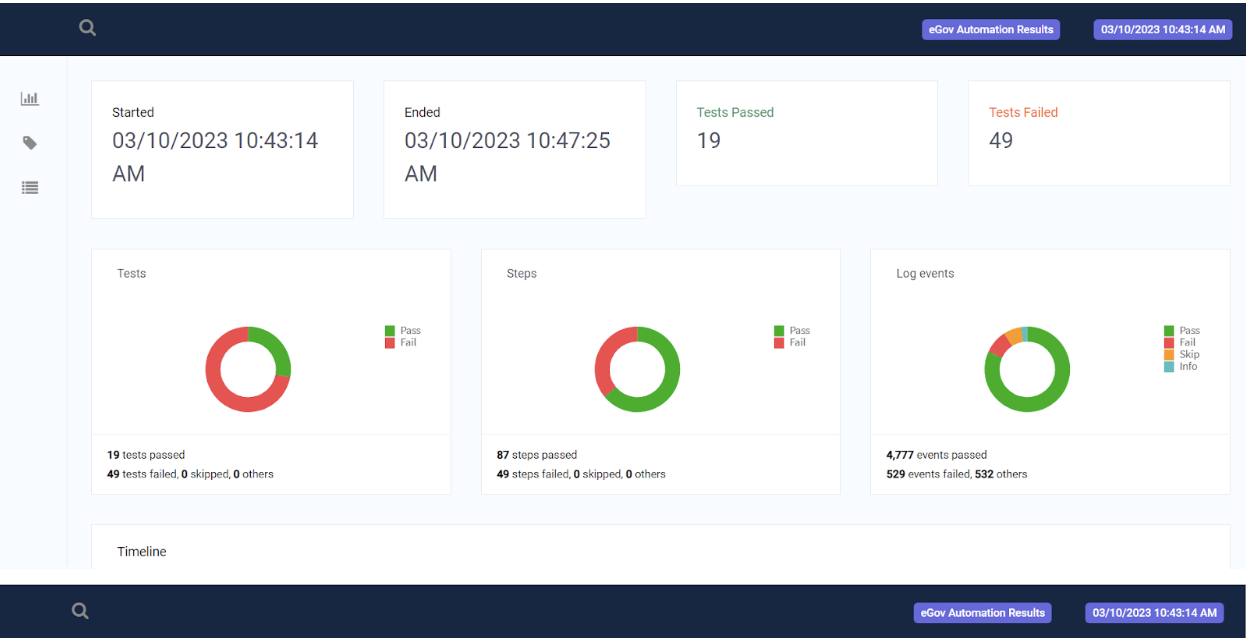 eGov Automation Results 03/10/2023 10:43:14 AM
Started
03/10/2023 10:43:14
AM
Ended
03/10/2023 10:47:25
AM
Tests Passed
19
Tests Failed
49
Tests
Pass
Fail
19 tests passed
49 tests failed, 0 skipped, 0 others
Steps
Pass
Fail
87 steps passed
49 steps failed, 0 skipped, 0 others
Log events
Pass
Fail
Skip
Info
4,777 events passed
529 events failed, 532 others
Timeline
eGov Automation Results 03/10/2023 10:43:14 AM